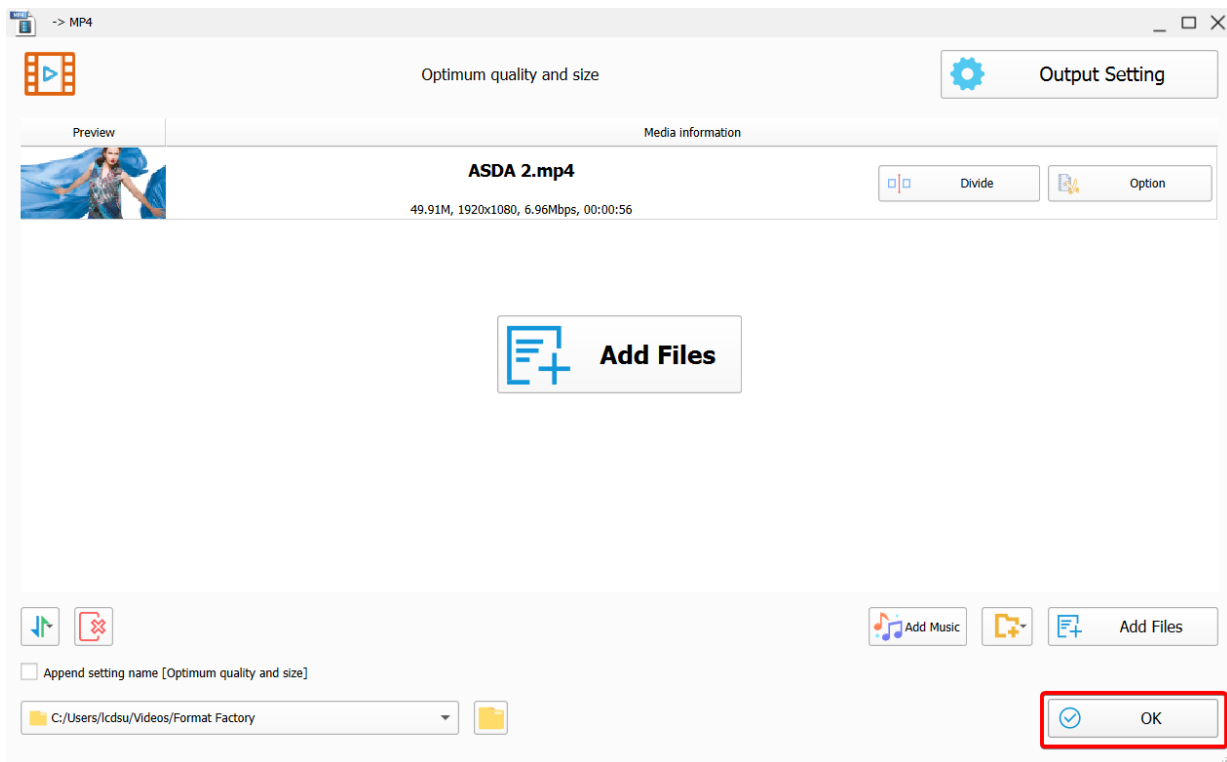 -> MP4
Optimum quality and size
Output Setting
Preview
Media information
ASDA 2.mp4
49.91M, 1920x1080, 6.96Mbps, 00:00:56
Divide
Option
Add Files
Add Music
Add Files
Append setting name [Optimum quality and size]
C:/Users/lcdsu/Videos/Format Factory
OK